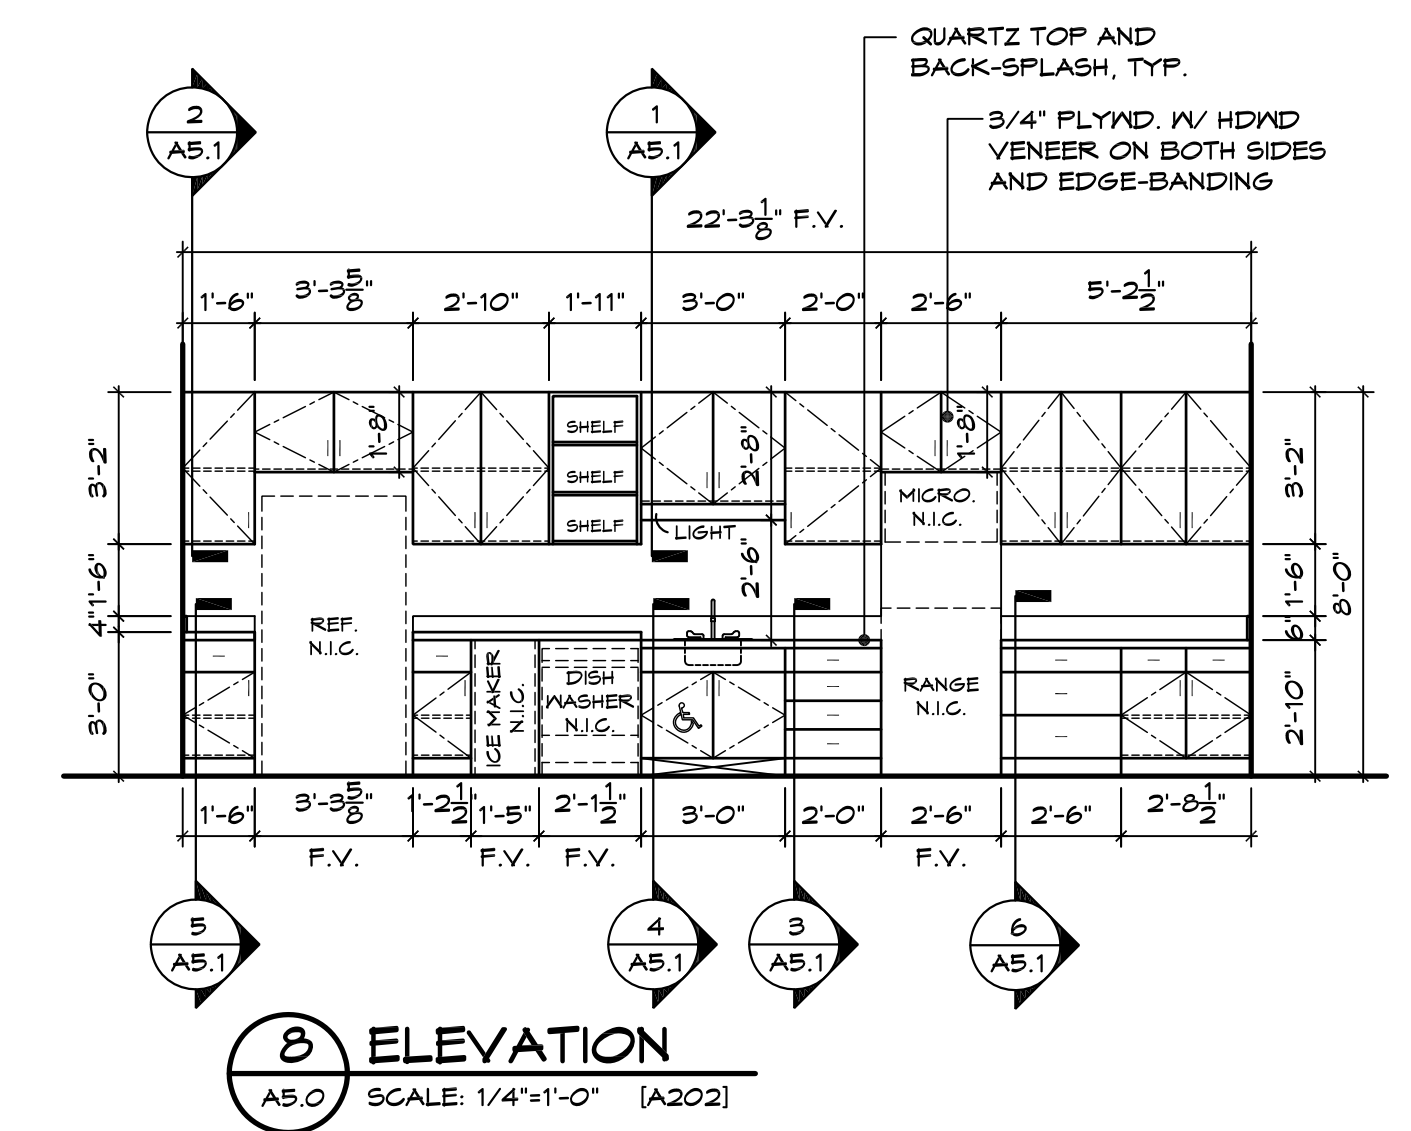 QUARTZ TOP AND
BACK-SPLASH, TYP.
2
A5.1
1
A5.1
3/4" PLYWD. W/ HDWD
VENEER ON BOTH SIDES
AND EDGE-BANDING
22'-3 1/8" F.V.
1'-6"
3'-3 5/8"
2'-10"
1'-11"
3'-0"
2'-0"
2'-6"
5'-2 1/2"
3'-2"
1'-6"
4"
3'-0"
1'-8"
SHELF
SHELF
SHELF
2'-8"
LIGHT
2'-6"
1'-8"
MICRO.
N.I.C.
3'-2"
1'-6"
6"
2'-10"
8'-0"
REF.
N.I.C.
ICE MAKER
N.I.C.
DISH
WASHER
N.I.C.
RANGE
N.I.C.
1'-6"
3'-3 5/8"
1'-2 1/2"
1'-5"
2'-1 1/2"
3'-0"
2'-0"
2'-6"
2'-6"
2'-8 1/2"
F.V.
F.V.
F.V.
F.V.
5
A5.1
4
A5.1
3
A5.1
6
A5.1
8
A5.0
ELEVATION
SCALE: 1/4"=1'-0" [A202]